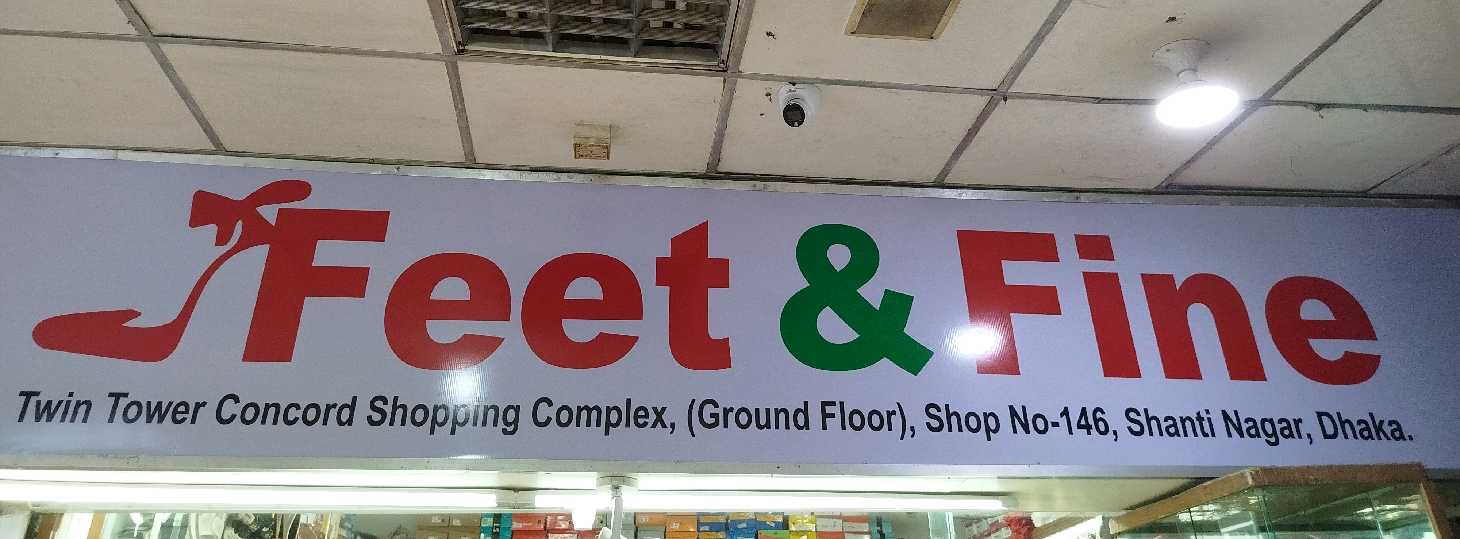 Feet & Fine
Twin Tower Concord Shopping Complex, (Ground Floor), Shop No-146, Shanti Nagar, Dhaka.